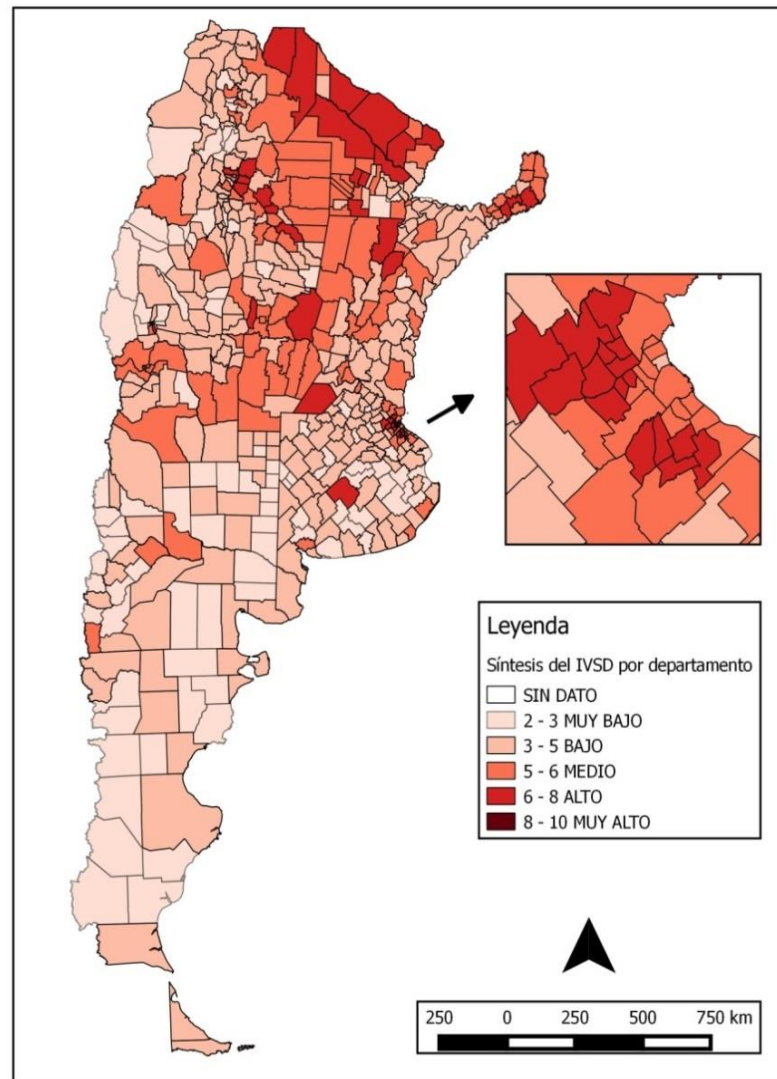 Leyenda
Síntesis del IVSD por departamento
SIN DATO
2 - 3 MUY BAJO
3 - 5 BAJO
5 - 6 MEDIO
6 - 8 ALTO
8 - 10 MUY ALTO
250 0 250 500 750 km